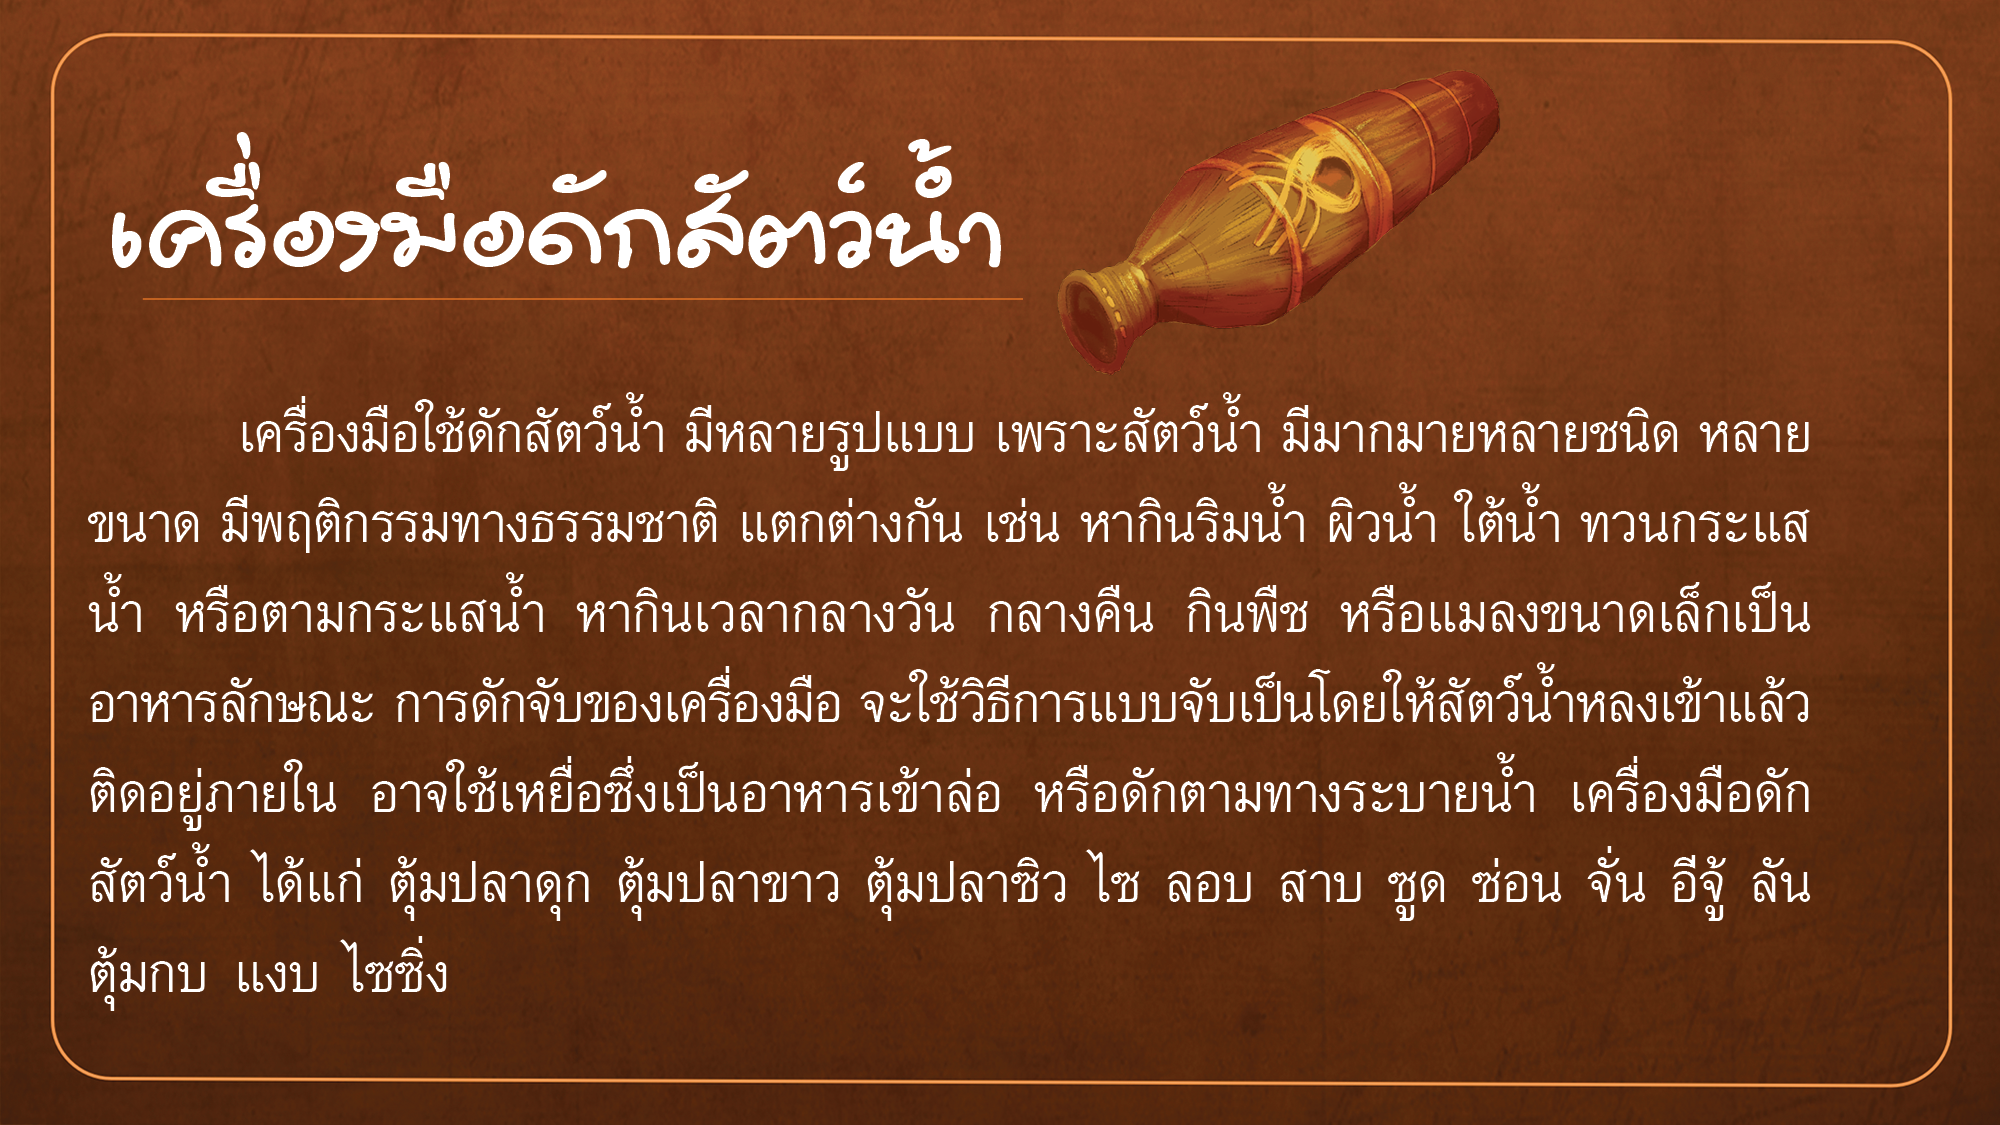 เครื่องมือดักสัตว์น้ำ
เครื่องมือใช้ดักสัตว์น้ำ มีหลายรูปแบบ เพราะสัตว์น้ำ มีมากมายหลายชนิด หลาย
ขนาด มีพฤติกรรมทางธรรมชาติ แตกต่างกัน เช่น หากินริมน้ำ ผิวน้ำ ใต้น้ำ ทวนกระแส
น้ำ หรือตามกระแสน้ำ หากินเวลากลางวัน กลางคืน กินพืช หรือแมลงขนาดเล็กเป็น
อาหารลักษณะ การดักจับของเครื่องมือ จะใช้วิธีการแบบจับเป็นโดยให้สัตว์น้ำหลงเข้าแล้ว
ติดอยู่ภายใน อาจใช้เหยื่อซึ่งเป็นอาหารเข้าล่อ หรือดักตามทางระบายน้ำ เครื่องมือดัก
สัตว์น้ำ ได้แก่ ตุ้มปลาดุก ตุ้มปลาขาว ตุ้มปลาซิว ไซ ลอบ สาบ ซูด ซ่อน จั่น อีจู้ ลัน
ตุ้มกบ แงบ ไซซิ่ง